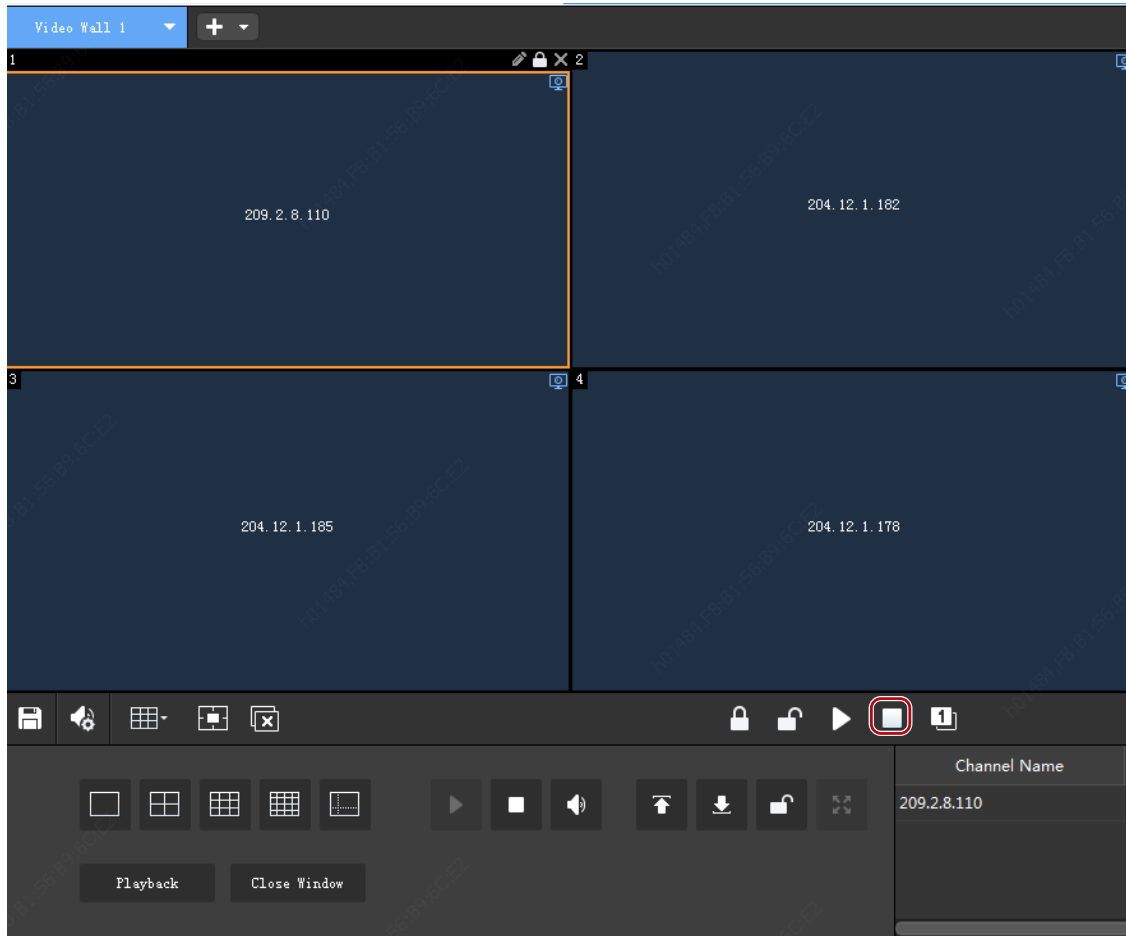 Video Wall 1
1
2
209.2.8.110
204.12.1.182
3
4
204.12.1.185
204.12.1.178
1
Channel Name
209.2.8.110
Playback
Close Window